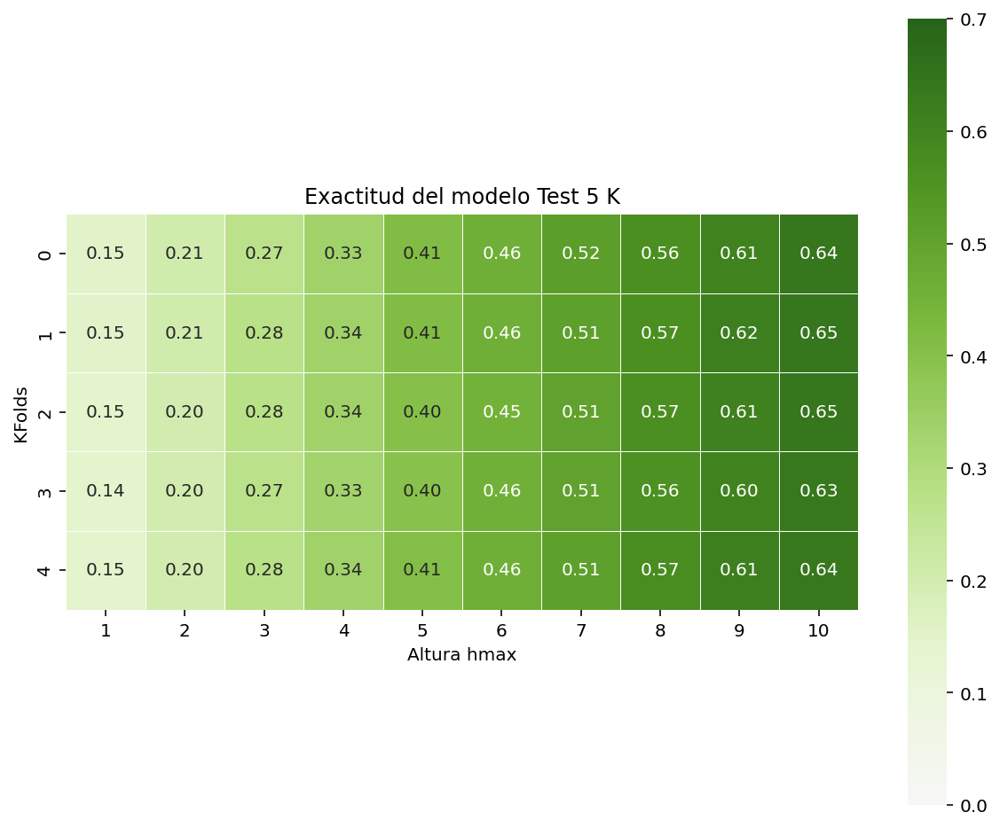 Exactitud del modelo Test 5 K
KFolds
0 0.15 0.21 0.27 0.33 0.41 0.46 0.52 0.56 0.61 0.64
1 0.15 0.21 0.28 0.34 0.41 0.46 0.51 0.57 0.62 0.65
2 0.15 0.20 0.28 0.34 0.40 0.45 0.51 0.57 0.61 0.65
3 0.14 0.20 0.27 0.33 0.40 0.46 0.51 0.56 0.60 0.63
4 0.15 0.20 0.28 0.34 0.41 0.46 0.51 0.57 0.61 0.64
1 2 3 4 5 6 7 8 9 10
Altura hmax
0.7
0.6
0.5
0.4
0.3
0.2
0.1
0.0